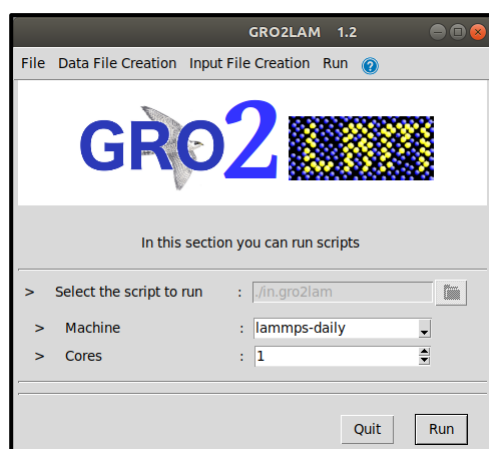 GRO2LAM 1.2
File Data File Creation Input File Creation Run ?
GRO2LAM
In this section you can run scripts
> Select the script to run : ./in.gro2lam
> Machine : lammps-daily
> Cores : 1
Quit Run